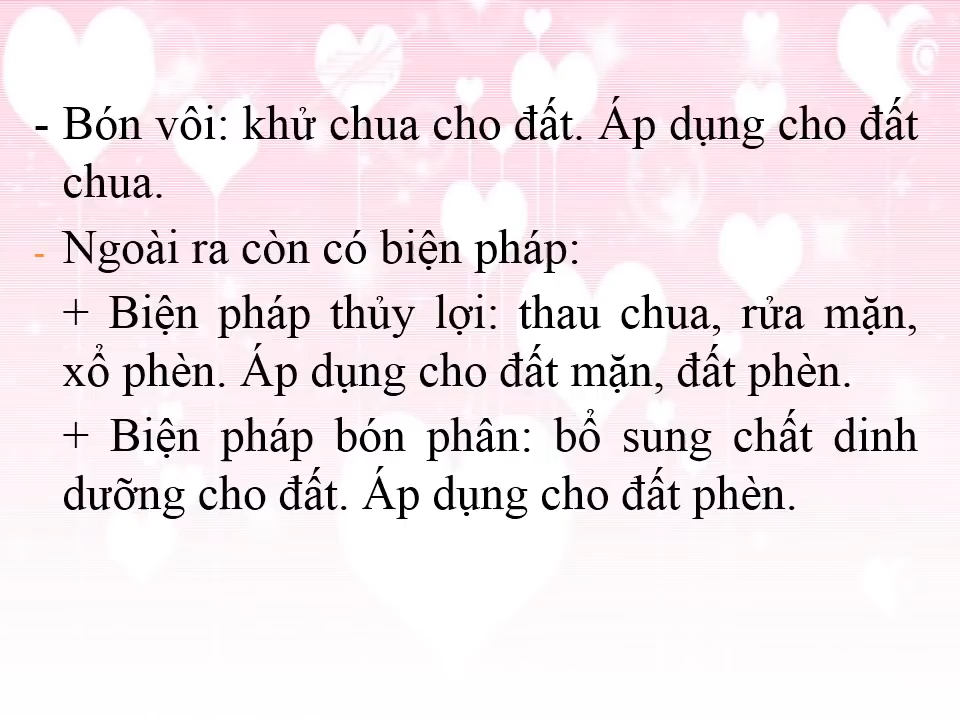 - Bón vôi: khử chua cho đất. Áp dụng cho đất
chua.
- Ngoài ra còn có biện pháp:
+ Biện pháp thủy lợi: thau chua, rửa mặn,
xổ phèn. Áp dụng cho đất mặn, đất phèn.
+ Biện pháp bón phân: bổ sung chất dinh
dưỡng cho đất. Áp dụng cho đất phèn.